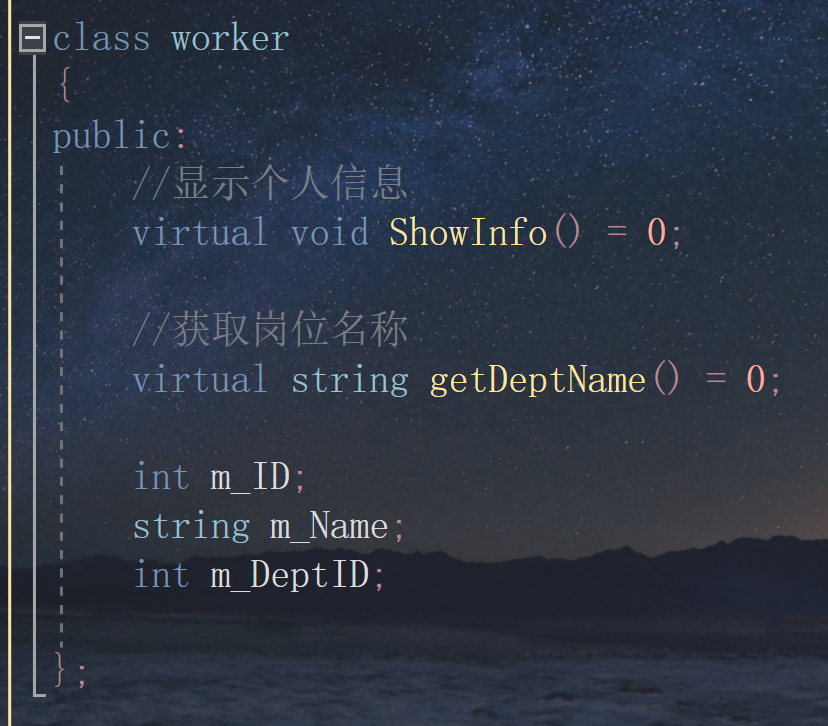 class worker
{
public:
//显示个人信息
virtual void ShowInfo() = 0;
//获取岗位名称
virtual string getDeptName() = 0;
int m_ID;
string m_Name;
int m_DeptID;
};